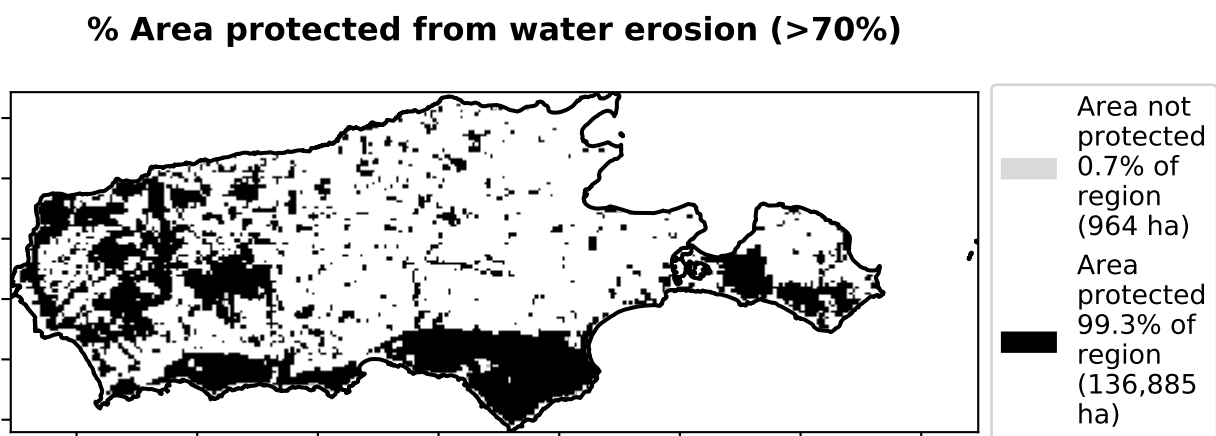 % Area protected from water erosion (>70%)
Area not
protected
0.7% of
region
(964 ha)
Area
protected
99.3% of
region
(136,885
ha)